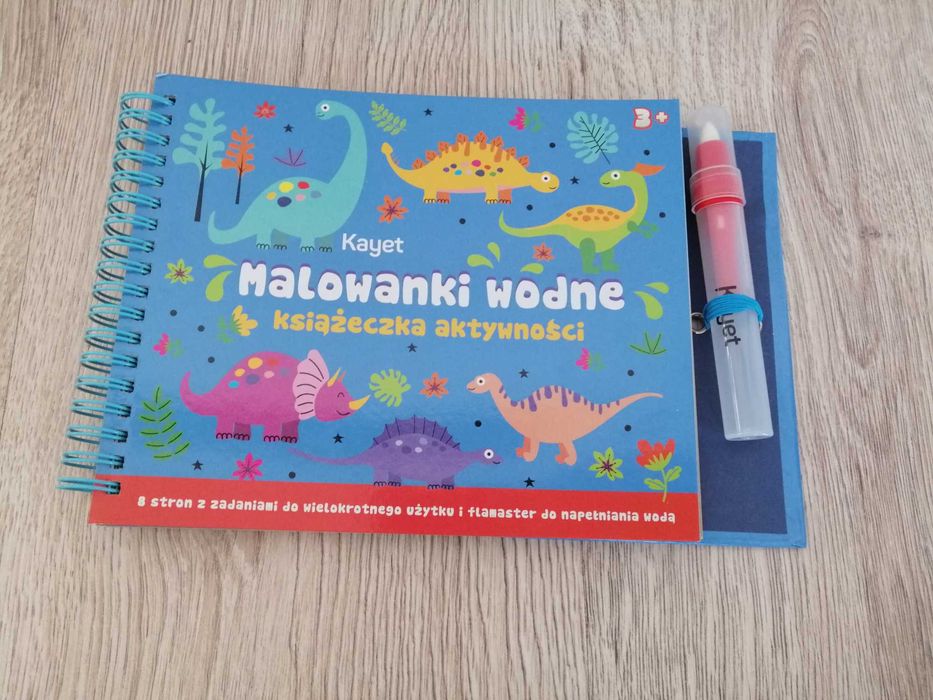 3+
Kayet
Malowanki wodne
książeczka aktywności
8 stron z zadaniami do wielokrotnego użytku i flamaster do napełniania wodą
Kayet